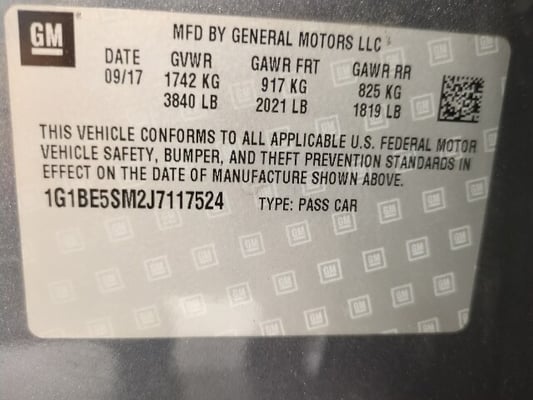 GM
MFD BY GENERAL MOTORS LLC
DATE GVWR GAWR FRT GAWR RR
09/17 1742 KG 917 KG 825 KG
3840 LB 2021 LB 1819 LB
THIS VEHICLE CONFORMS TO ALL APPLICABLE U.S. FEDERAL MOTOR
VEHICLE SAFETY, BUMPER, AND THEFT PREVENTION STANDARDS IN
EFFECT ON THE DATE OF MANUFACTURE SHOWN ABOVE.
1G1BE5SM2J7117524 TYPE: PASS CAR